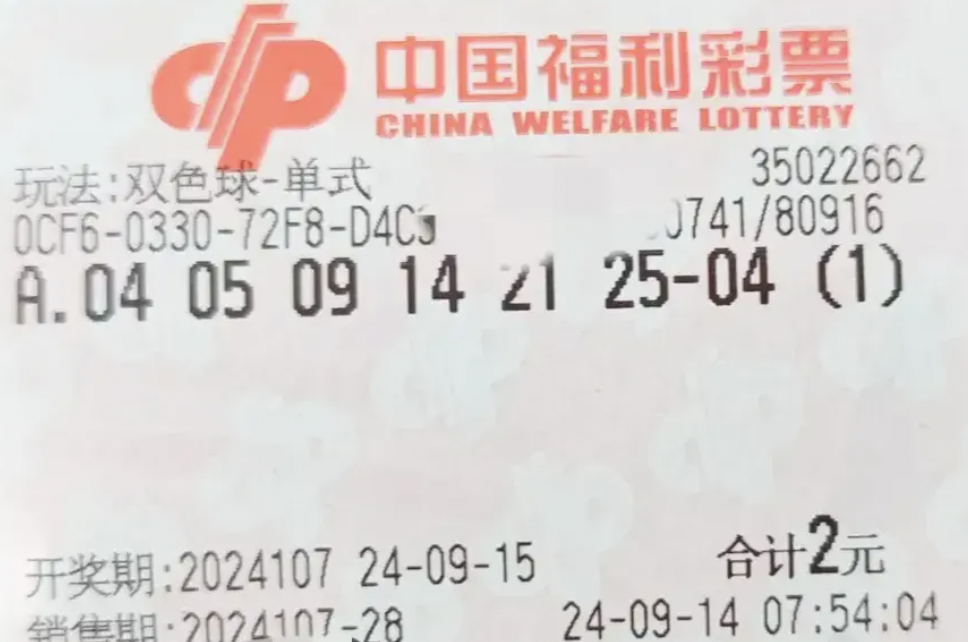 中国福利彩票
CHINA WELFARE LOTTERY
玩法:双色球-单式 35022662
0CF6-0330-72F8-D4C 0741/80916
A.04 05 09 14 21 25-04 (1)
开奖期:2024107 24-09-15 合计2元
销售期:2024107-28 24-09-14 07:54:04